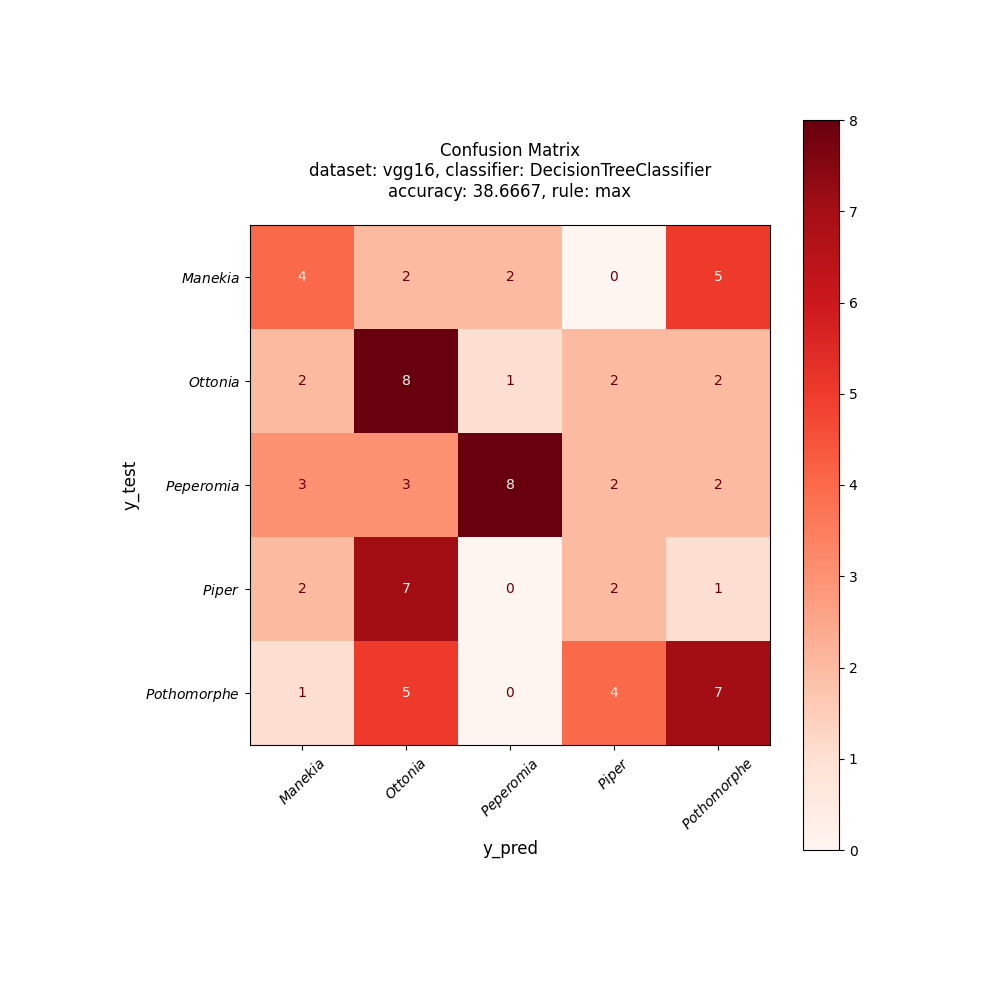 Confusion Matrix
dataset: vgg16, classifier: DecisionTreeClassifier
accuracy: 38.6667, rule: max
y_test
Manekia 4 2 2 0 5
Ottonia 2 8 1 2 2
Peperomia 3 3 8 2 2
Piper 2 7 0 2 1
Pothomorphe 1 5 0 4 7
Manekia Ottonia Peperomia Piper Pothomorphe
y_pred
8
7
6
5
4
3
2
1
0